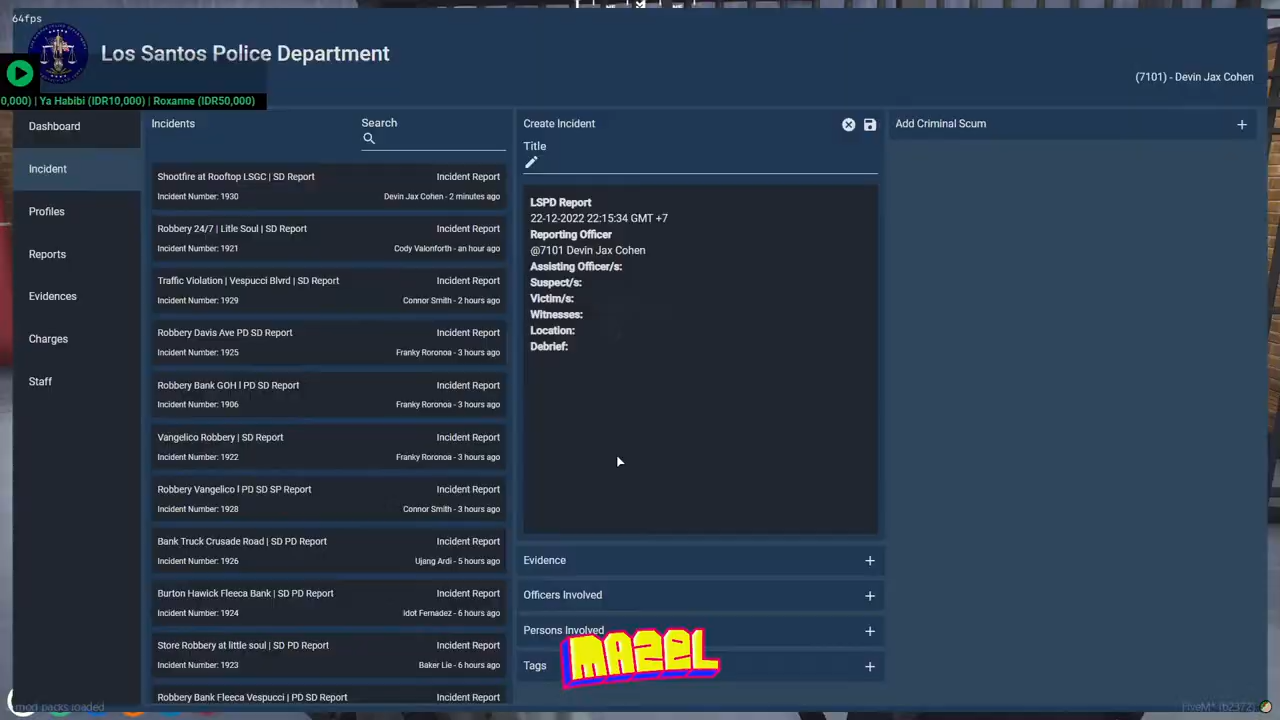 64fps
Los Santos Police Department
(7101) - Devin Jax Cohen
0,000) | Ya Habibi (IDR10,000) | Roxanne (IDR50,000)
Dashboard
Incident
Profiles
Reports
Evidences
Charges
Staff
Incidents
Search
Shootfire at Rooftop LSGC | SD Report
Incident Report
Incident Number: 1930
Devin Jax Cohen - 2 minutes ago
Robbery 24/7 | Litle Soul | SD Report
Incident Report
Incident Number: 1921
Cody Valonforth - an hour ago
Traffic Violation | Vespucci Blvrd | SD Report
Incident Report
Incident Number: 1929
Connor Smith - 2 hours ago
Robbery Davis Ave PD SD Report
Incident Report
Incident Number: 1925
Franky Roronoa - 3 hours ago
Robbery Bank GOH l PD SD Report
Incident Report
Incident Number: 1906
Franky Roronoa - 3 hours ago
Vangelico Robbery | SD Report
Incident Report
Incident Number: 1922
Franky Roronoa - 3 hours ago
Robbery Vangelico l PD SD SP Report
Incident Report
Incident Number: 1928
Connor Smith - 3 hours ago
Bank Truck Crusade Road | SD PD Report
Incident Report
Incident Number: 1926
Ujang Ardi - 5 hours ago
Burton Hawick Fleeca Bank | SD PD Report
Incident Report
Incident Number: 1924
Idot Fernadez - 6 hours ago
Store Robbery at little soul | SD PD Report
Incident Report
Incident Number: 1923
Baker Lie - 6 hours ago
Robbery Bank Fleeca Vespucci | PD SD Report
Incident Report
Create Incident
Title
LSPD Report
22-12-2022 22:15:34 GMT +7
Reporting Officer
@7101 Devin Jax Cohen
Assisting Officer/s:
Suspect/s:
Victim/s:
Witnesses:
Location:
Debrief:
Evidence
Officers Involved
Persons Involved
Tags
MAZEL
Add Criminal Scum
mod packs loaded
FiveM* (b2372)